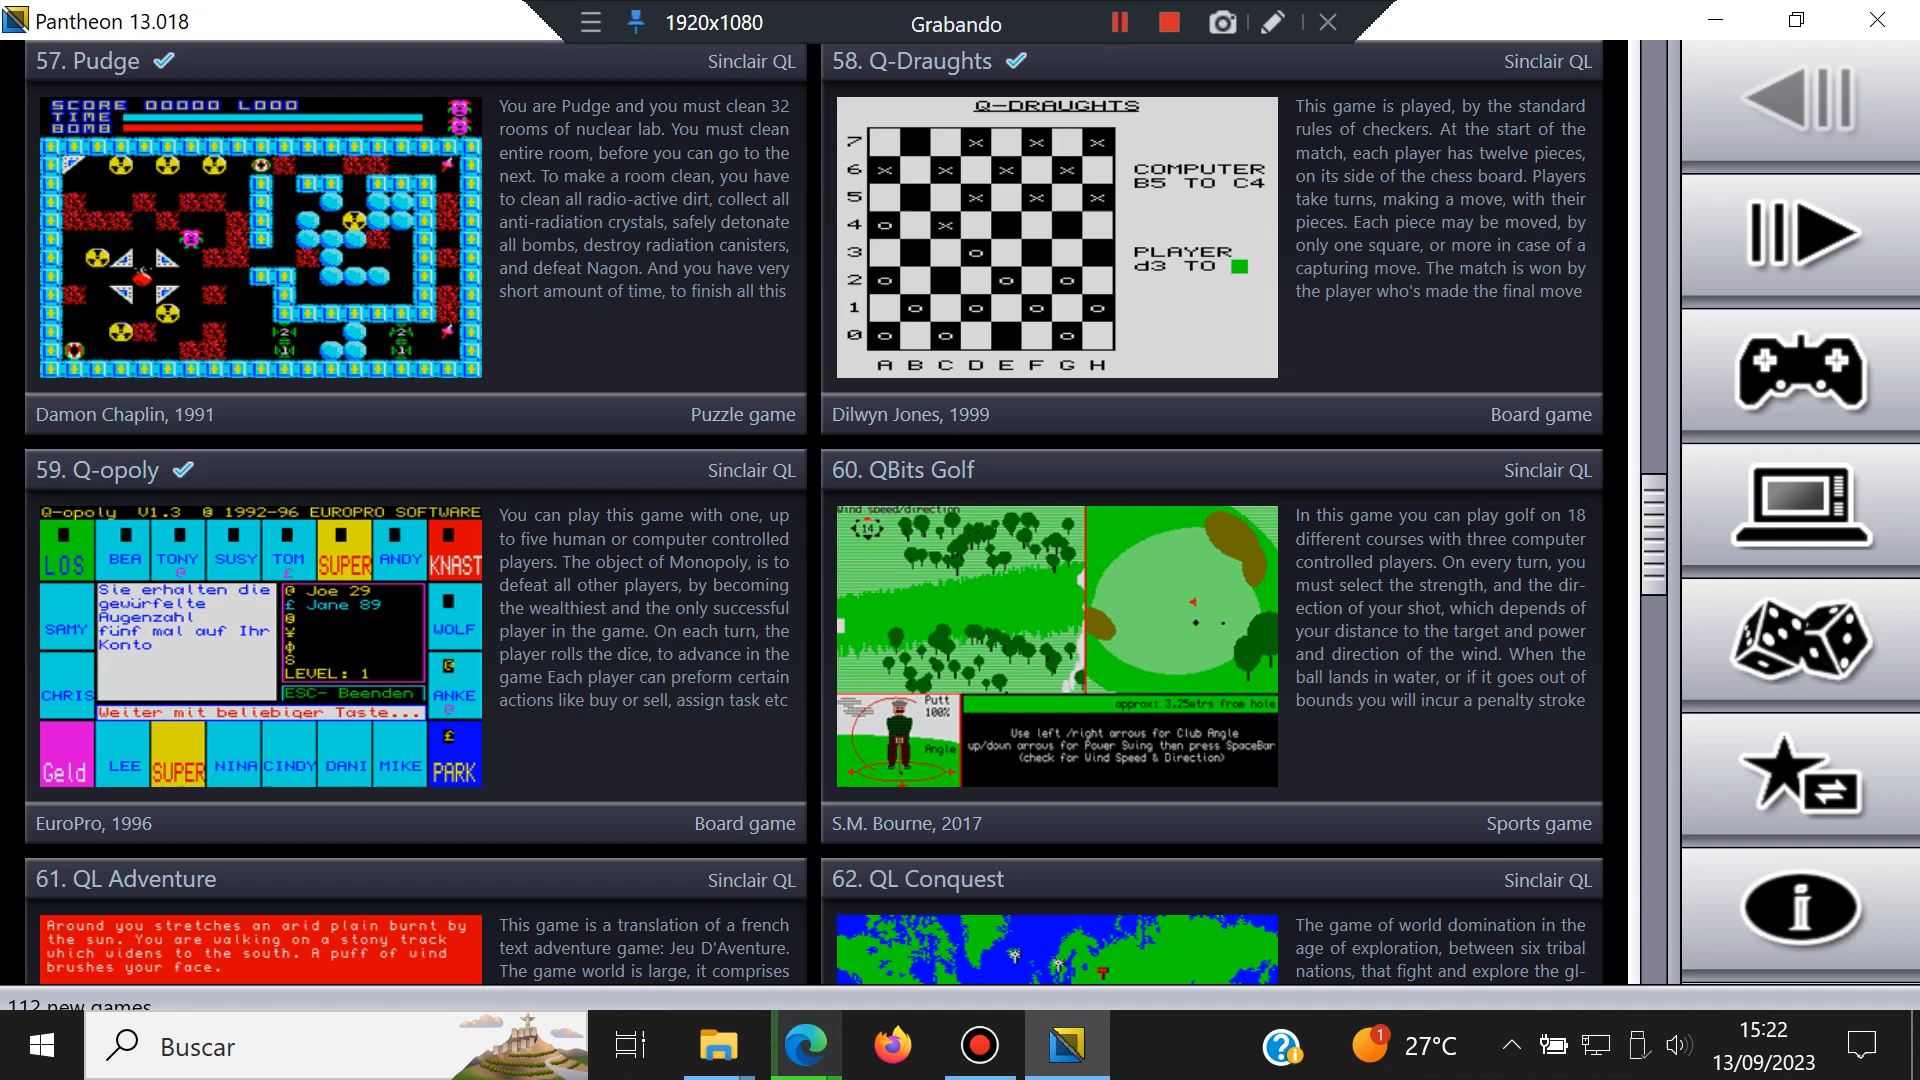 Pantheon 13.018
1920x1080
Grabando
57. Pudge
Sinclair QL
SCORE 00000 L000
TIME
BOMB
You are Pudge and you must clean 32
rooms of nuclear lab. You must clean
entire room, before you can go to the
next. To make a room clean, you have
to clean all radio-active dirt, collect all
anti-radiation crystals, safely detonate
all bombs, destroy radiation canisters,
and defeat Nagon. And you have very
short amount of time, to finish all this
2
2
1
1
Damon Chaplin, 1991
Puzzle game
58. Q-Draughts
Sinclair QL
Q-DRAUGHTS
7
6
5
4
3
2
1
0
A B C D E F G H
COMPUTER
B5 TO C4
PLAYER
d3 TO
This game is played, by the standard
rules of checkers. At the start of the
match, each player has twelve pieces,
on its side of the chess board. Players
take turns, making a move, with their
pieces. Each piece may be moved, by
only one square, or more in case of a
capturing move. The match is won by
the player who's made the final move
Dilwyn Jones, 1999
Board game
59. Q-opoly
Sinclair QL
Q-opoly V1.3 @ 1992-96 EUROPRO SOFTWARE
LOS BEA TONY SUSY TOM SUPER ANDY KNAST
Sie erhalten die
gewürfelte
Augenzahl
fünf mal auf Ihr
Konto
@ Joe 29
£ Jane 89
LEVEL: 1
ESC- Beenden
SAMY
WOLF
CHRIS
ANKE
Weiter mit beliebiger Taste...
Geld LEE SUPER NINA CINDY DANI MIKE PARK
You can play this game with one, up
to five human or computer controlled
players. The object of Monopoly, is to
defeat all other players, by becoming
the wealthiest and the only successful
player in the game. On each turn, the
player rolls the dice, to advance in the
game Each player can preform certain
actions like buy or sell, assign task etc
EuroPro, 1996
Board game
60. QBits Golf
Sinclair QL
Wind speed/direction
14
Putt
100%
Angle
approx: 3.25mtrs from hole
Use left /right arrows for Club Angle
up/down arrows for Power Swing then press SpaceBar
(check for Wind Speed & Direction)
In this game you can play golf on 18
different courses with three computer
controlled players. On every turn, you
must select the strength, and the dir-
ection of your shot, which depends of
your distance to the target and power
and direction of the wind. When the
ball lands in water, or if it goes out of
bounds you will incur a penalty stroke
S.M. Bourne, 2017
Sports game
61. QL Adventure
Sinclair QL
Around you stretches an arid plain burnt by
the sun. You are walking on a stony track
which widens to the south. A puff of wind
brushes your face.
This game is a translation of a french
text adventure game: Jeu D'Aventure.
The game world is large, it comprises
62. QL Conquest
Sinclair QL
The game of world domination in the
age of exploration, between six tribal
nations, that fight and explore the gl-
112 new games
Buscar
1
27°C
15:22
13/09/2023